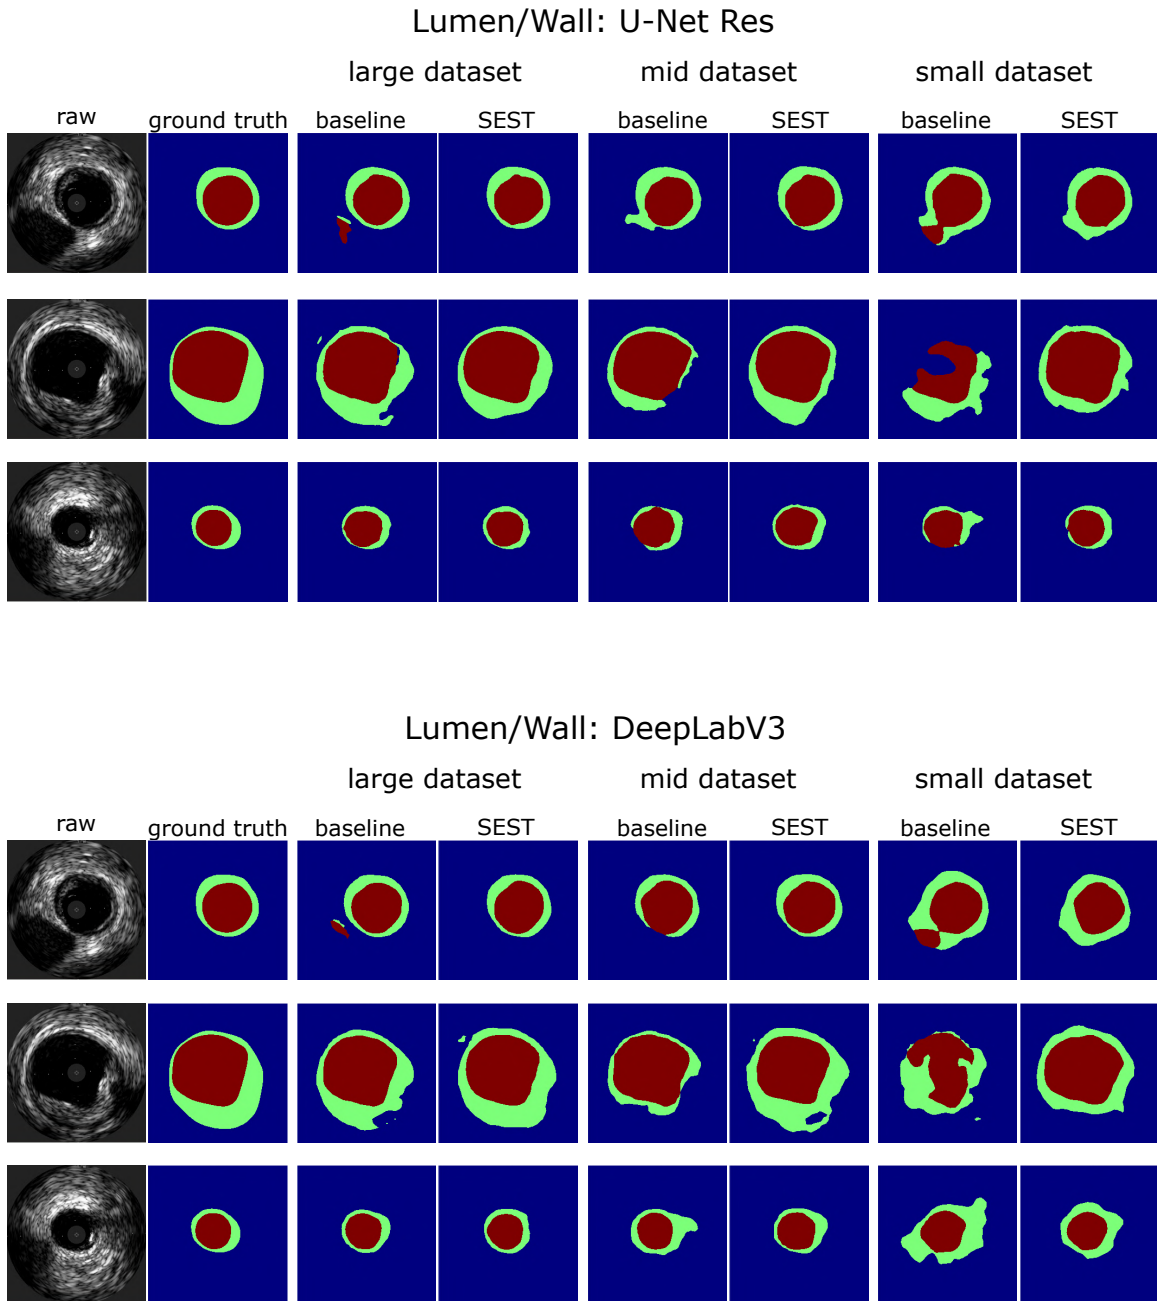 Lumen/Wall: U-Net Res
large dataset mid dataset small dataset
raw ground truth baseline SEST baseline SEST baseline SEST
Lumen/Wall: DeepLabV3
large dataset mid dataset small dataset
raw ground truth baseline SEST baseline SEST baseline SEST